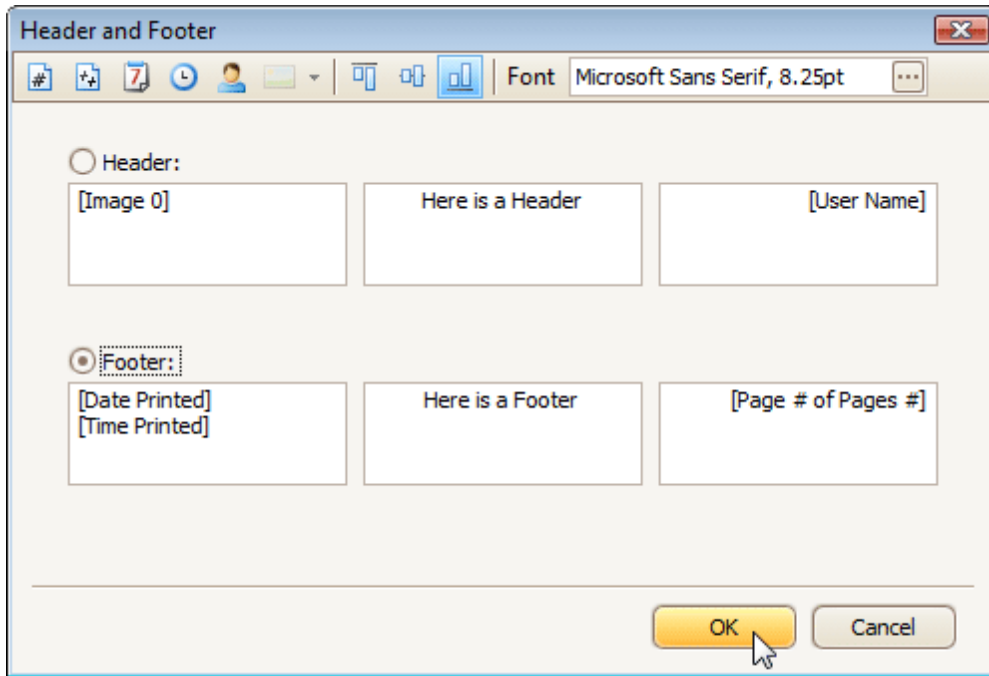 Header and Footer
Font Microsoft Sans Serif, 8.25pt
Header:
[Image 0] Here is a Header [User Name]
Footer:
[Date Printed] Here is a Footer [Page # of Pages #]
[Time Printed]
OK Cancel